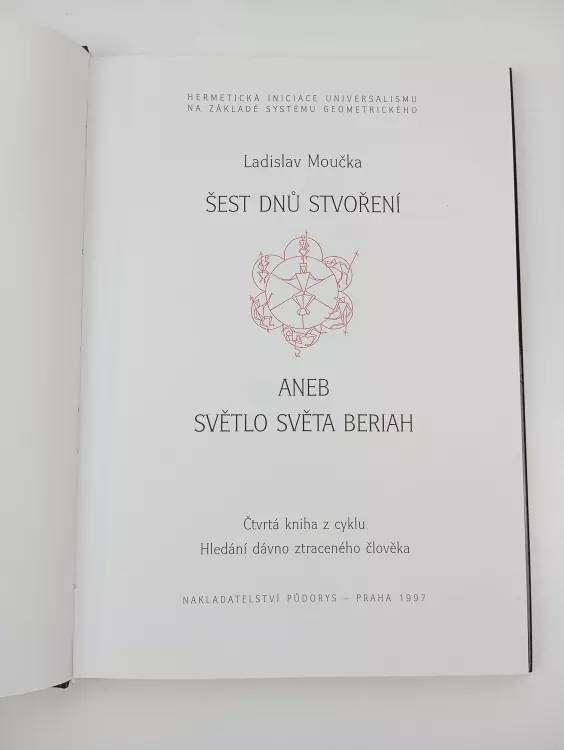 HERMETICKÁ INICIACE UNIVERSALISMU
NA ZÁKLADĚ SYSTÉMU GEOMETRICKÉHO
Ladislav Moučka
ŠEST DNŮ STVOŘENÍ
ANEB
SVĚTLO SVĚTA BERIAH
Čtvrtá kniha z cyklu
Hledání dávno ztraceného člověka
NAKLADATELSTVÍ PŮDORYS – PRAHA 1997